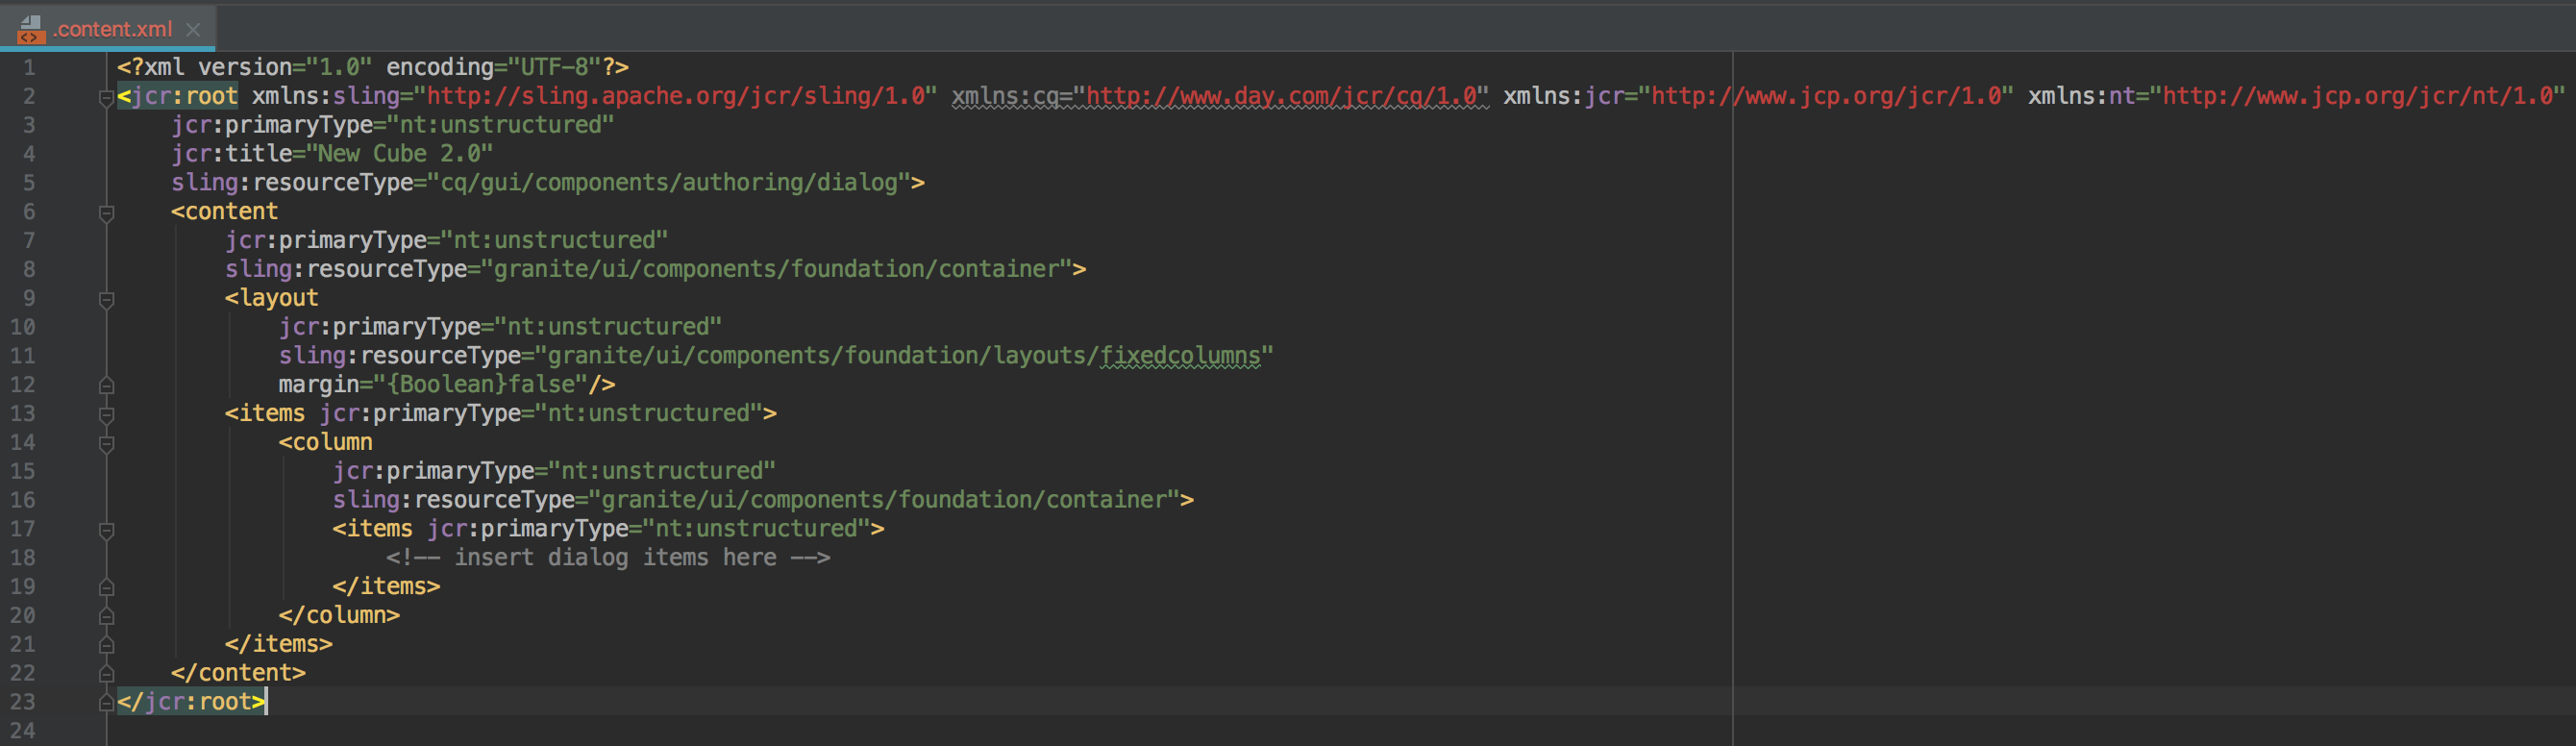 .content.xml
1 <?xml version="1.0" encoding="UTF-8"?>
2 <jcr:root xmlns:sling="http://sling.apache.org/jcr/sling/1.0" xmlns:cq="http://www.day.com/jcr/cq/1.0" xmlns:jcr="http://www.jcp.org/jcr/1.0" xmlns:nt="http://www.jcp.org/jcr/nt/1.0"
3     jcr:primaryType="nt:unstructured"
4     jcr:title="New Cube 2.0"
5     sling:resourceType="cq/gui/components/authoring/dialog">
6     <content
7         jcr:primaryType="nt:unstructured"
8         sling:resourceType="granite/ui/components/foundation/container">
9         <layout
10             jcr:primaryType="nt:unstructured"
11             sling:resourceType="granite/ui/components/foundation/layouts/fixedcolumns"
12             margin="{Boolean}false"/>
13         <items jcr:primaryType="nt:unstructured">
14             <column
15                 jcr:primaryType="nt:unstructured"
16                 sling:resourceType="granite/ui/components/foundation/container">
17                 <items jcr:primaryType="nt:unstructured">
18                     <!-- insert dialog items here -->
19                 </items>
20             </column>
21         </items>
22     </content>
23 </jcr:root>
24